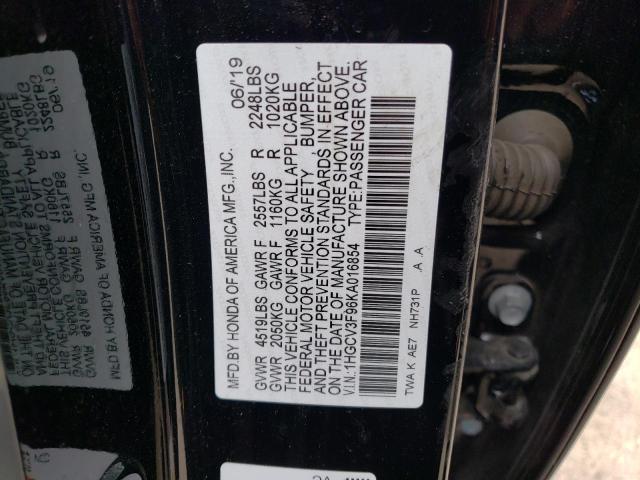 MFD.BY HONDA OF AMERICA MFG.,INC. 06/19
GVWR 4519LBS GAWR F 2557LBS R 2248LBS
GVWR 2060KG GAWR F 1160KG R 1020KG
THIS VEHICLE CONFORMS TO ALL APPLICABLE
FEDERAL MOTOR VEHICLE SAFETY BUMPER,
AND THEFT PREVENTION STANDARDS IN EFFECT
ON THE DATE OF MANUFACTURE SHOWN ABOVE.
V.I.N.:1HGCV3F96KA016854 TYPE:PASSENGER CAR
TWA K AE7 NH731P .A .A